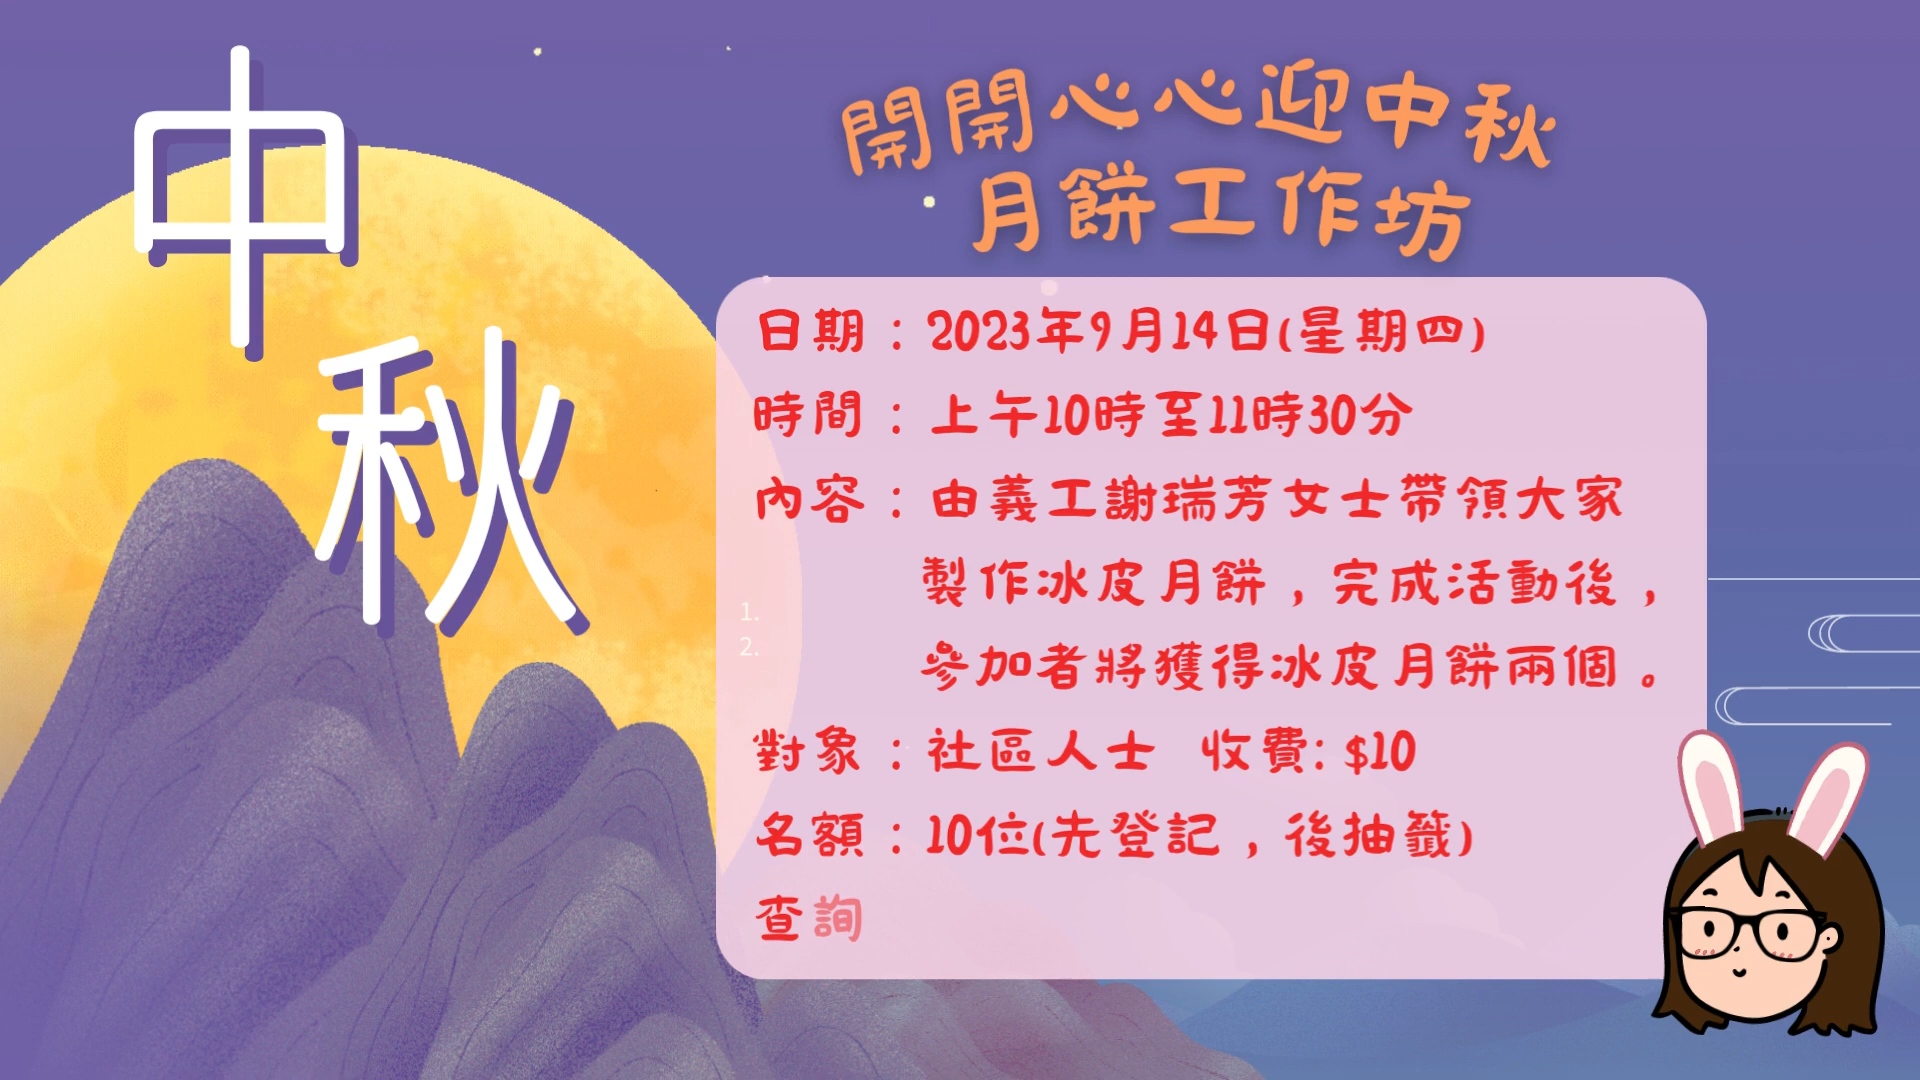 中秋
開開心心迎中秋
月餅工作坊
日期：2023年9月14日(星期四)
時間：上午10時至11時30分
內容：由義工謝瑞芳女士帶領大家
製作冰皮月餅，完成活動後，
參加者將獲得冰皮月餅兩個。
1.
2.
對象：社區人士 收費: $10
名額：10位(先登記，後抽籤)
查詢